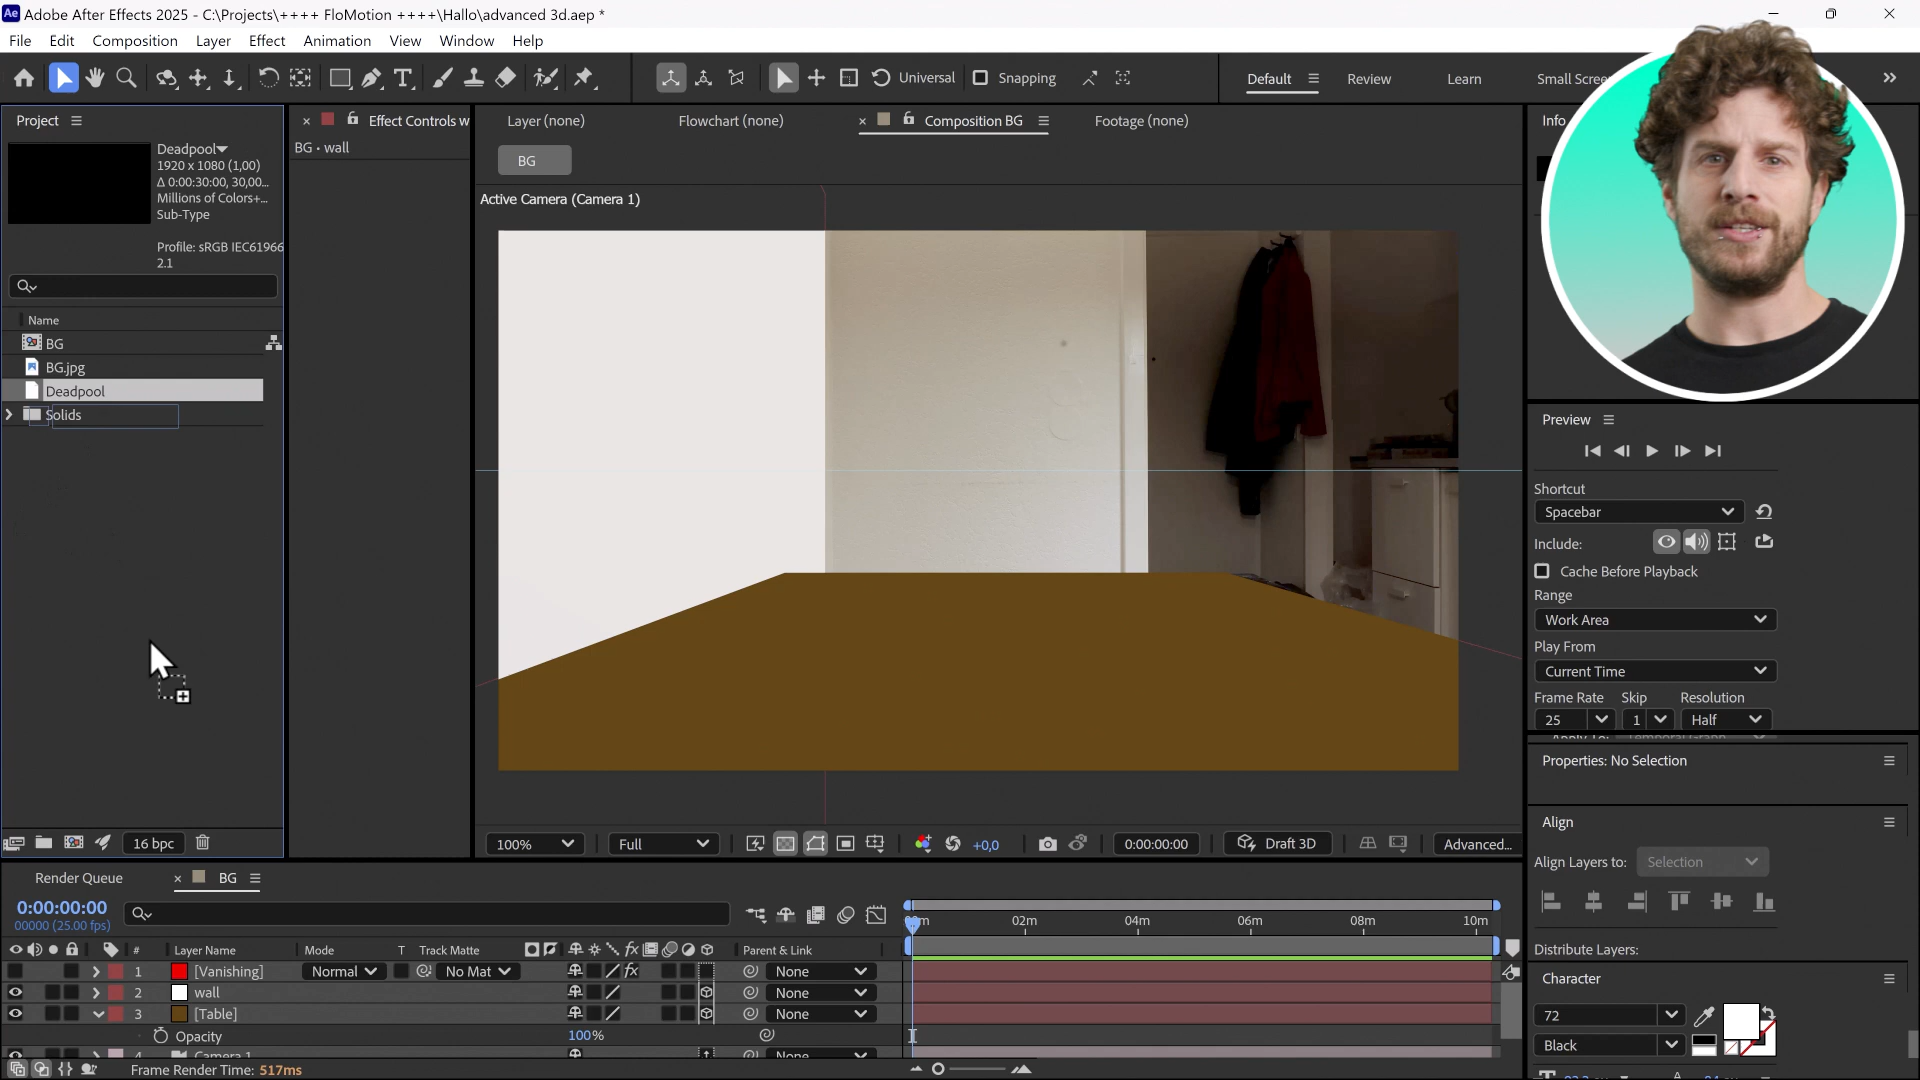 Adobe After Effects 2025 - C:\Projects\++++ FloMotion ++++\Hallo\advanced 3d.aep *
File Edit Composition Layer Effect Animation View Window Help
Universal Snapping Default Review Learn Small Scree
Project
Effect Controls w
Layer (none) Flowchart (none) Composition BG Footage (none)
Info
BG • wall
BG
Deadpool
1920 x 1080 (1,00)
Δ 0:00:30:00, 30,00...
Millions of Colors+...
Sub-Type
Profile: sRGB IEC61966
2.1
Active Camera (Camera 1)
Name
BG
BG.jpg
Deadpool
Solids
Preview
Shortcut
Spacebar
Include:
Cache Before Playback
Range
Work Area
Play From
Current Time
Frame Rate Skip Resolution
25 1 Half
Properties: No Selection
16 bpc
100% Full +0,0 0:00:00:00 Draft 3D Advanced...
Align
Align Layers to: Selection
Distribute Layers:
Character
72
Black
Render Queue BG
0:00:00:00
00000 (25.00 fps)
02m 04m 06m 08m 10m
# Layer Name Mode T Track Matte fx Parent & Link
1 [Vanishing] Normal No Mat fx None
2 wall None
3 [Table] None
Opacity 100%
4 Camera 1 None
Frame Render Time: 517ms